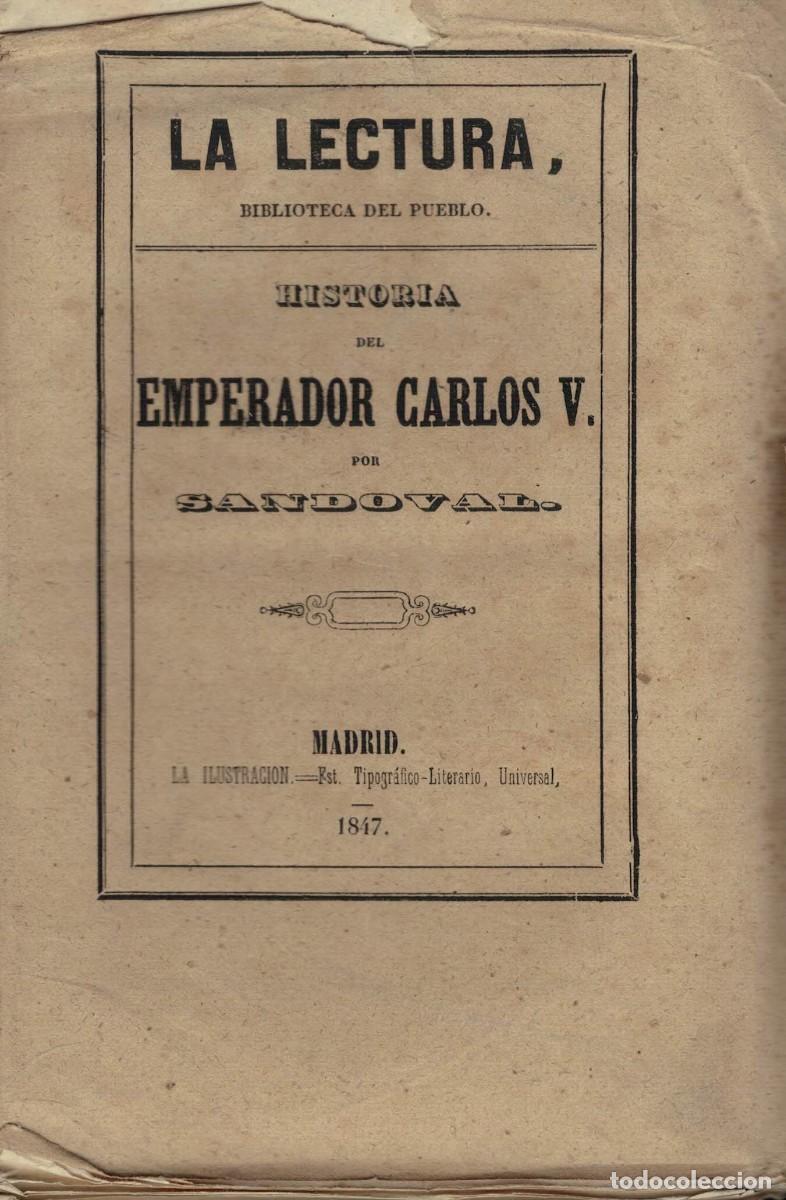 LA LECTURA,
BIBLIOTECA DEL PUEBLO.
HISTORIA
DEL
EMPERADOR CARLOS V.
POR
SANDOVAL.
MADRID.
LA ILUSTRACION.=Est. Tipográfico-Literario, Universal,
1847.
todocoleccion